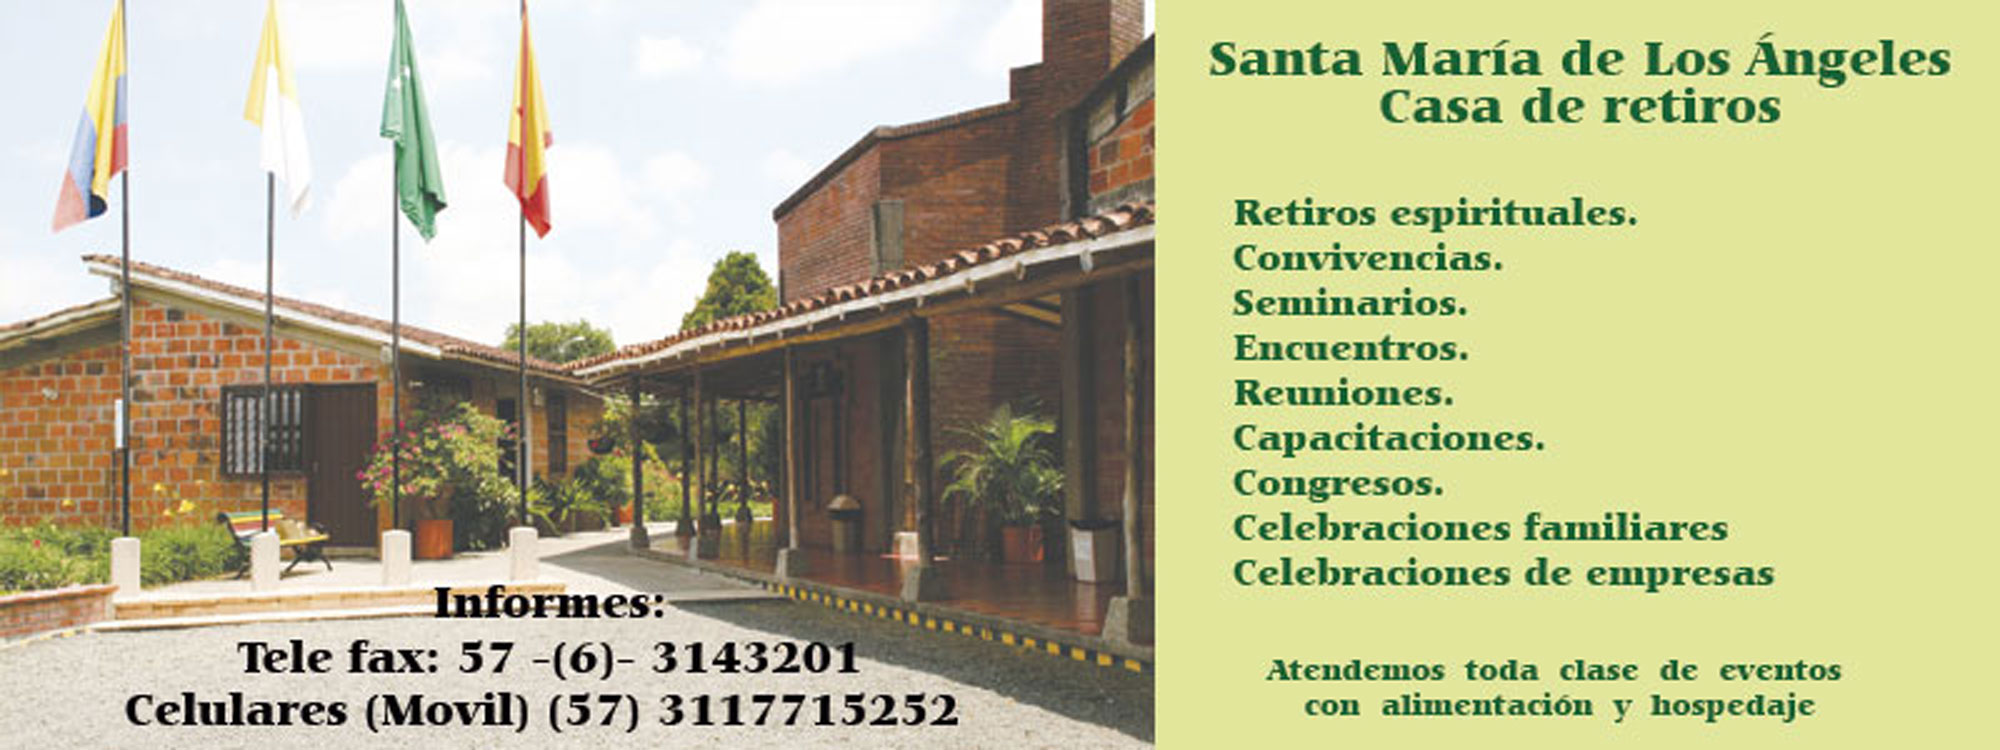 Santa María de Los Ángeles
Casa de retiros
Retiros espirituales.
Convivencias.
Seminarios.
Encuentros.
Reuniones.
Capacitaciones.
Congresos.
Celebraciones familiares
Celebraciones de empresas
Atendemos toda clase de eventos
con alimentación y hospedaje
Informes:
Tele fax: 57 -(6)- 3143201
Celulares (Movil) (57) 3117715252